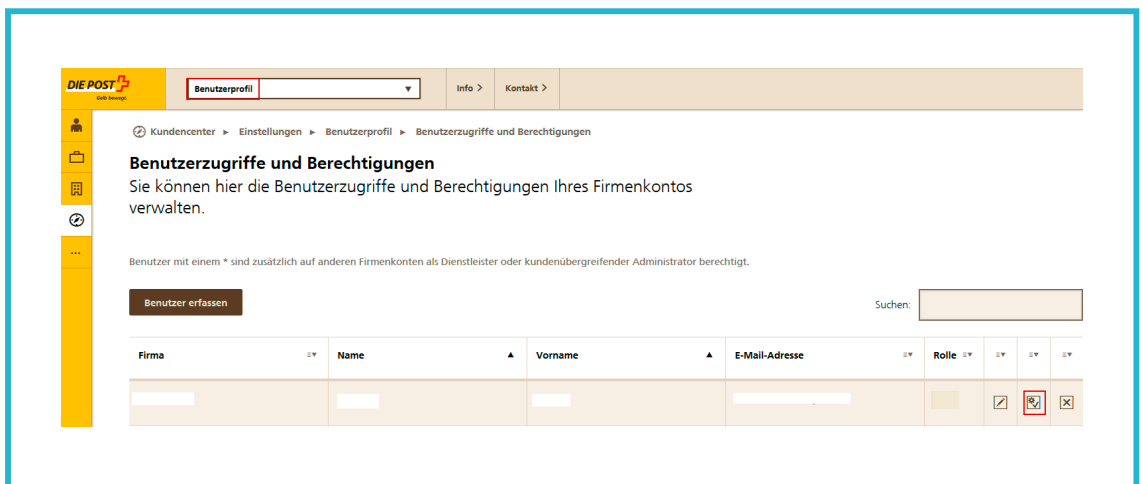 DIE POST
Gelb bewegt.
Benutzerprofil
Info >
Kontakt >
Kundencenter ► Einstellungen ► Benutzerprofil ► Benutzerzugriffe und Berechtigungen
Benutzerzugriffe und Berechtigungen
Sie können hier die Benutzerzugriffe und Berechtigungen Ihres Firmenkontos
verwalten.
Benutzer mit einem * sind zusätzlich auf anderen Firmenkonten als Dienstleister oder kundenübergreifender Administrator berechtigt.
Benutzer erfassen
Suchen:
Firma Name Vorname E-Mail-Adresse Rolle